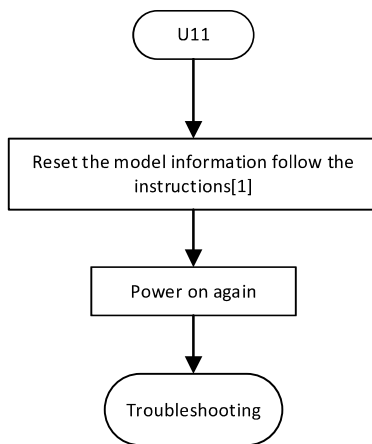 U11
Reset the model information follow the
instructions[1]
Power on again
Troubleshooting